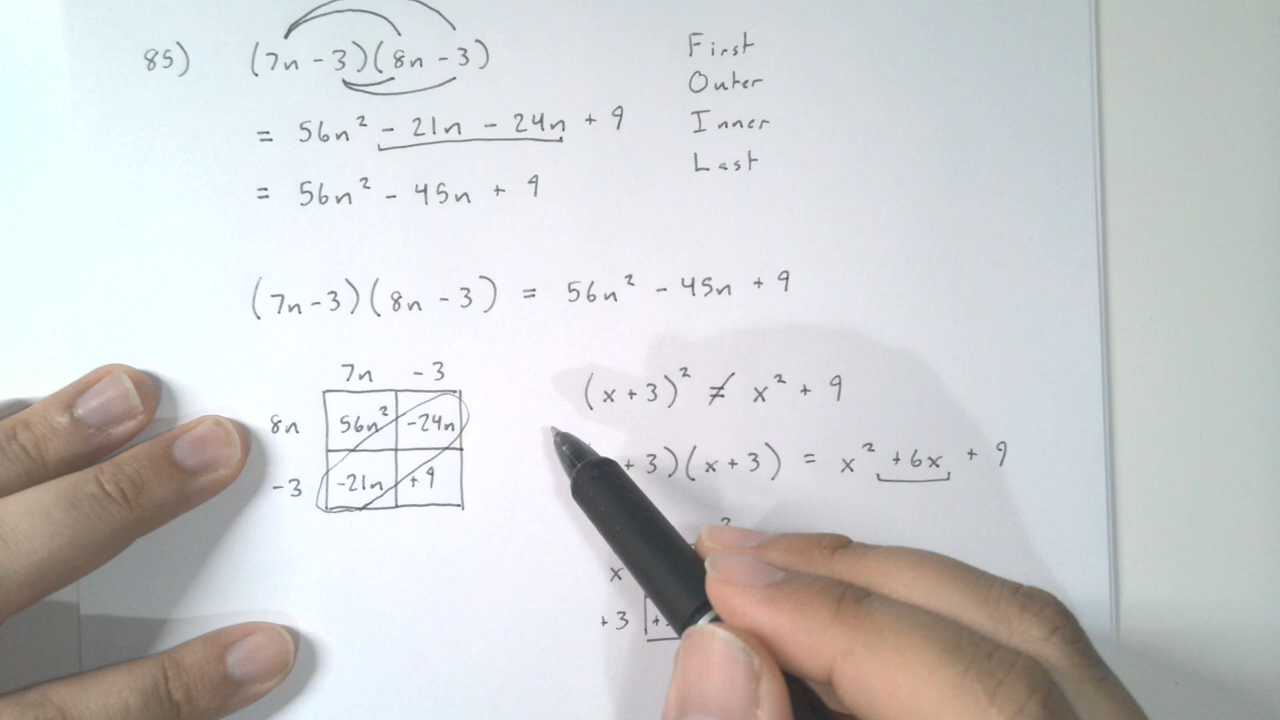 85) (7n - 3)(8n - 3)
= 56n² - 21n - 24n + 9
= 56n² - 45n + 9
First
Outer
Inner
Last
(7n-3)(8n - 3) = 56n² - 45n + 9
7n -3
8n 56n² -24n
-3 -21n +9
(x+3)² ≠ x² + 9
+3)(x+3) = x² +6x + 9
x
+3